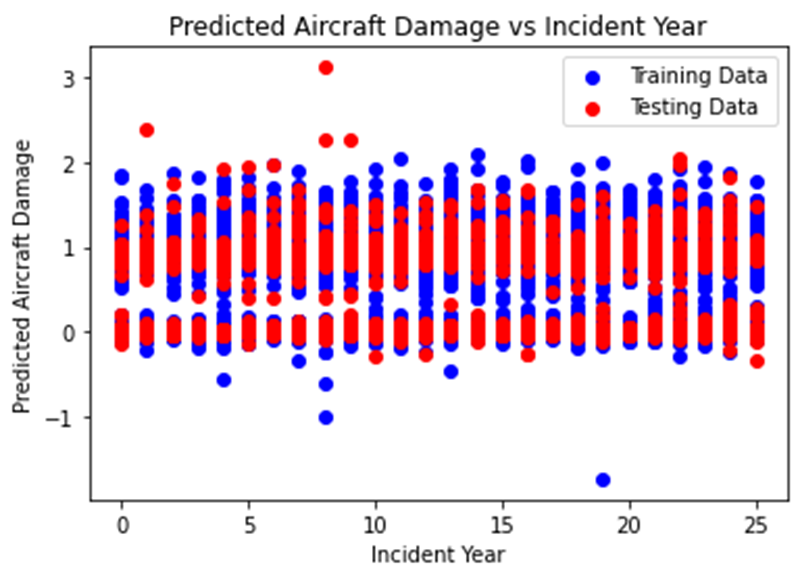 Predicted Aircraft Damage vs Incident Year
Training Data
Testing Data
Predicted Aircraft Damage
3
2
1
0
−1
0 5 10 15 20 25
Incident Year